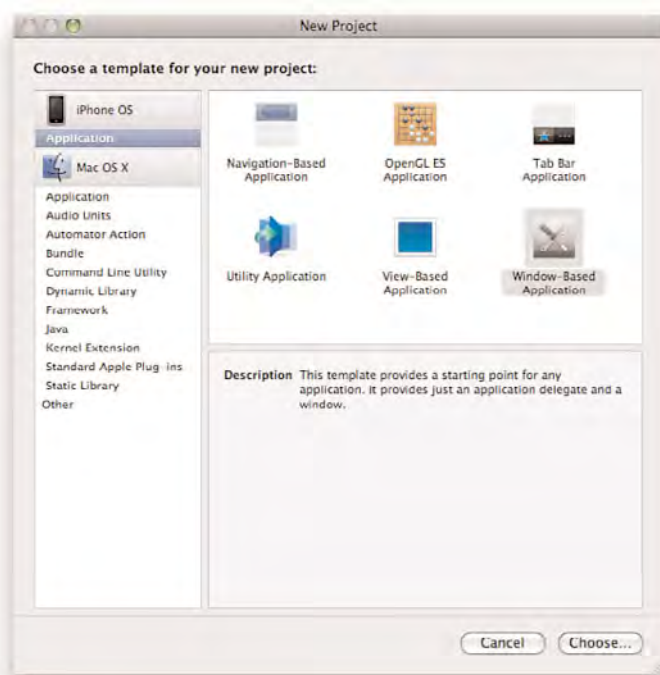 New Project
Choose a template for your new project:
iPhone OS
Application
Mac OS X
Application
Audio Units
Automator Action
Bundle
Command Line Utility
Dynamic Library
Framework
Java
Kernel Extension
Standard Apple Plug-ins
Static Library
Other
Navigation-Based
Application
OpenGL ES
Application
Tab Bar
Application
Utility Application
View-Based
Application
Window-Based
Application
Description This template provides a starting point for any
application. It provides just an application delegate and a
window.
Cancel
Choose...